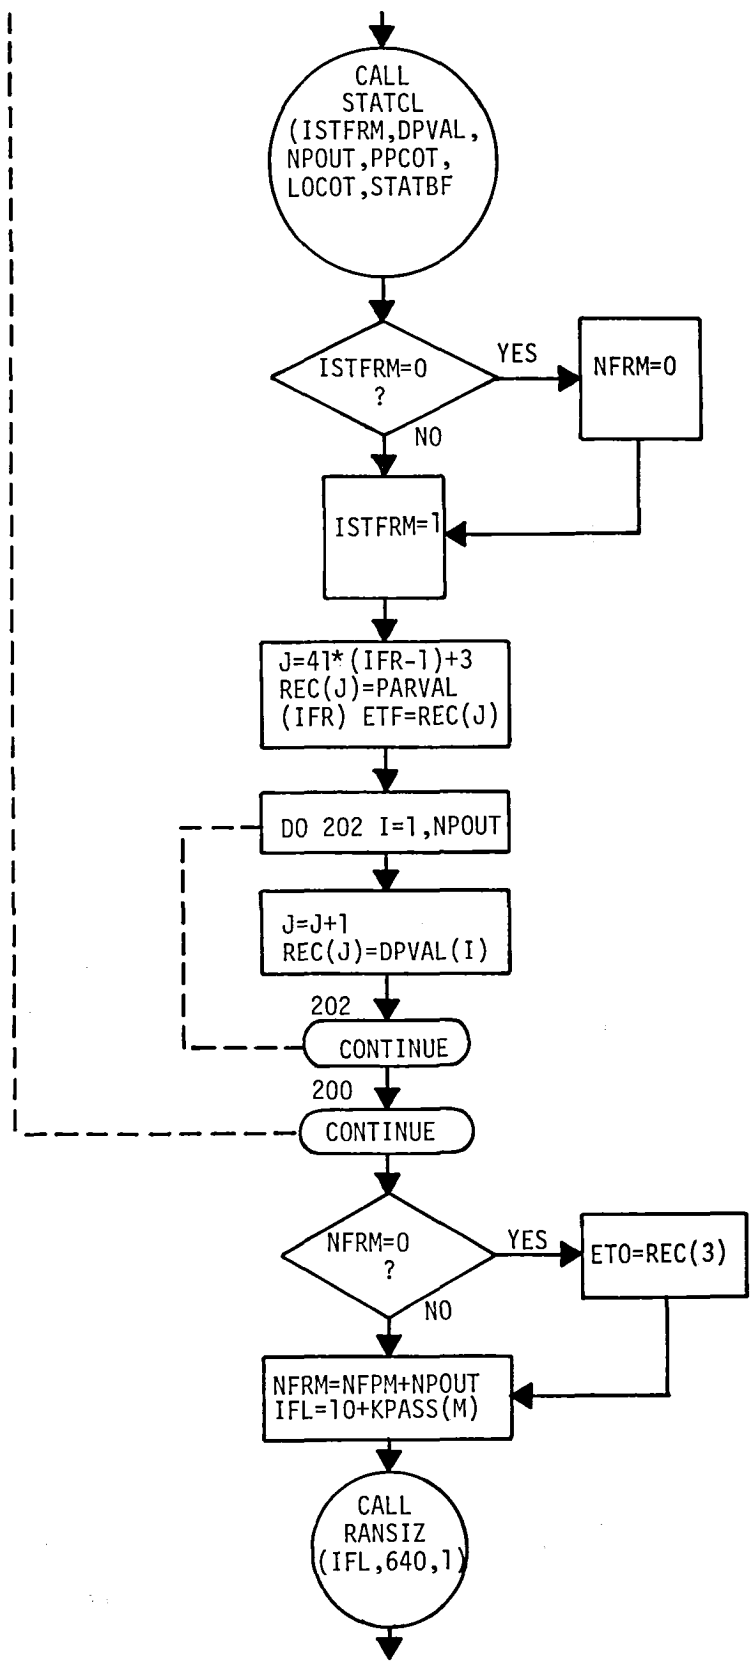 CALL
STATCL
(ISTFRM,DPVAL,
NPOUT,PPCOT,
LOCOT,STATBF
ISTFRM=0
?
YES
NFRM=0
NO
ISTFRM=1
J=41*(IFR-1)+3
REC(J)=PARVAL
(IFR) ETF=REC(J)
DO 202 I=1,NPOUT
J=J+1
REC(J)=DPVAL(I)
202
CONTINUE
200
CONTINUE
NFRM=0
?
YES
ETO=REC(3)
NO
NFRM=NFPM+NPOUT
IFL=10+KPASS(M)
CALL
RANSIZ
(IFL,640,1)